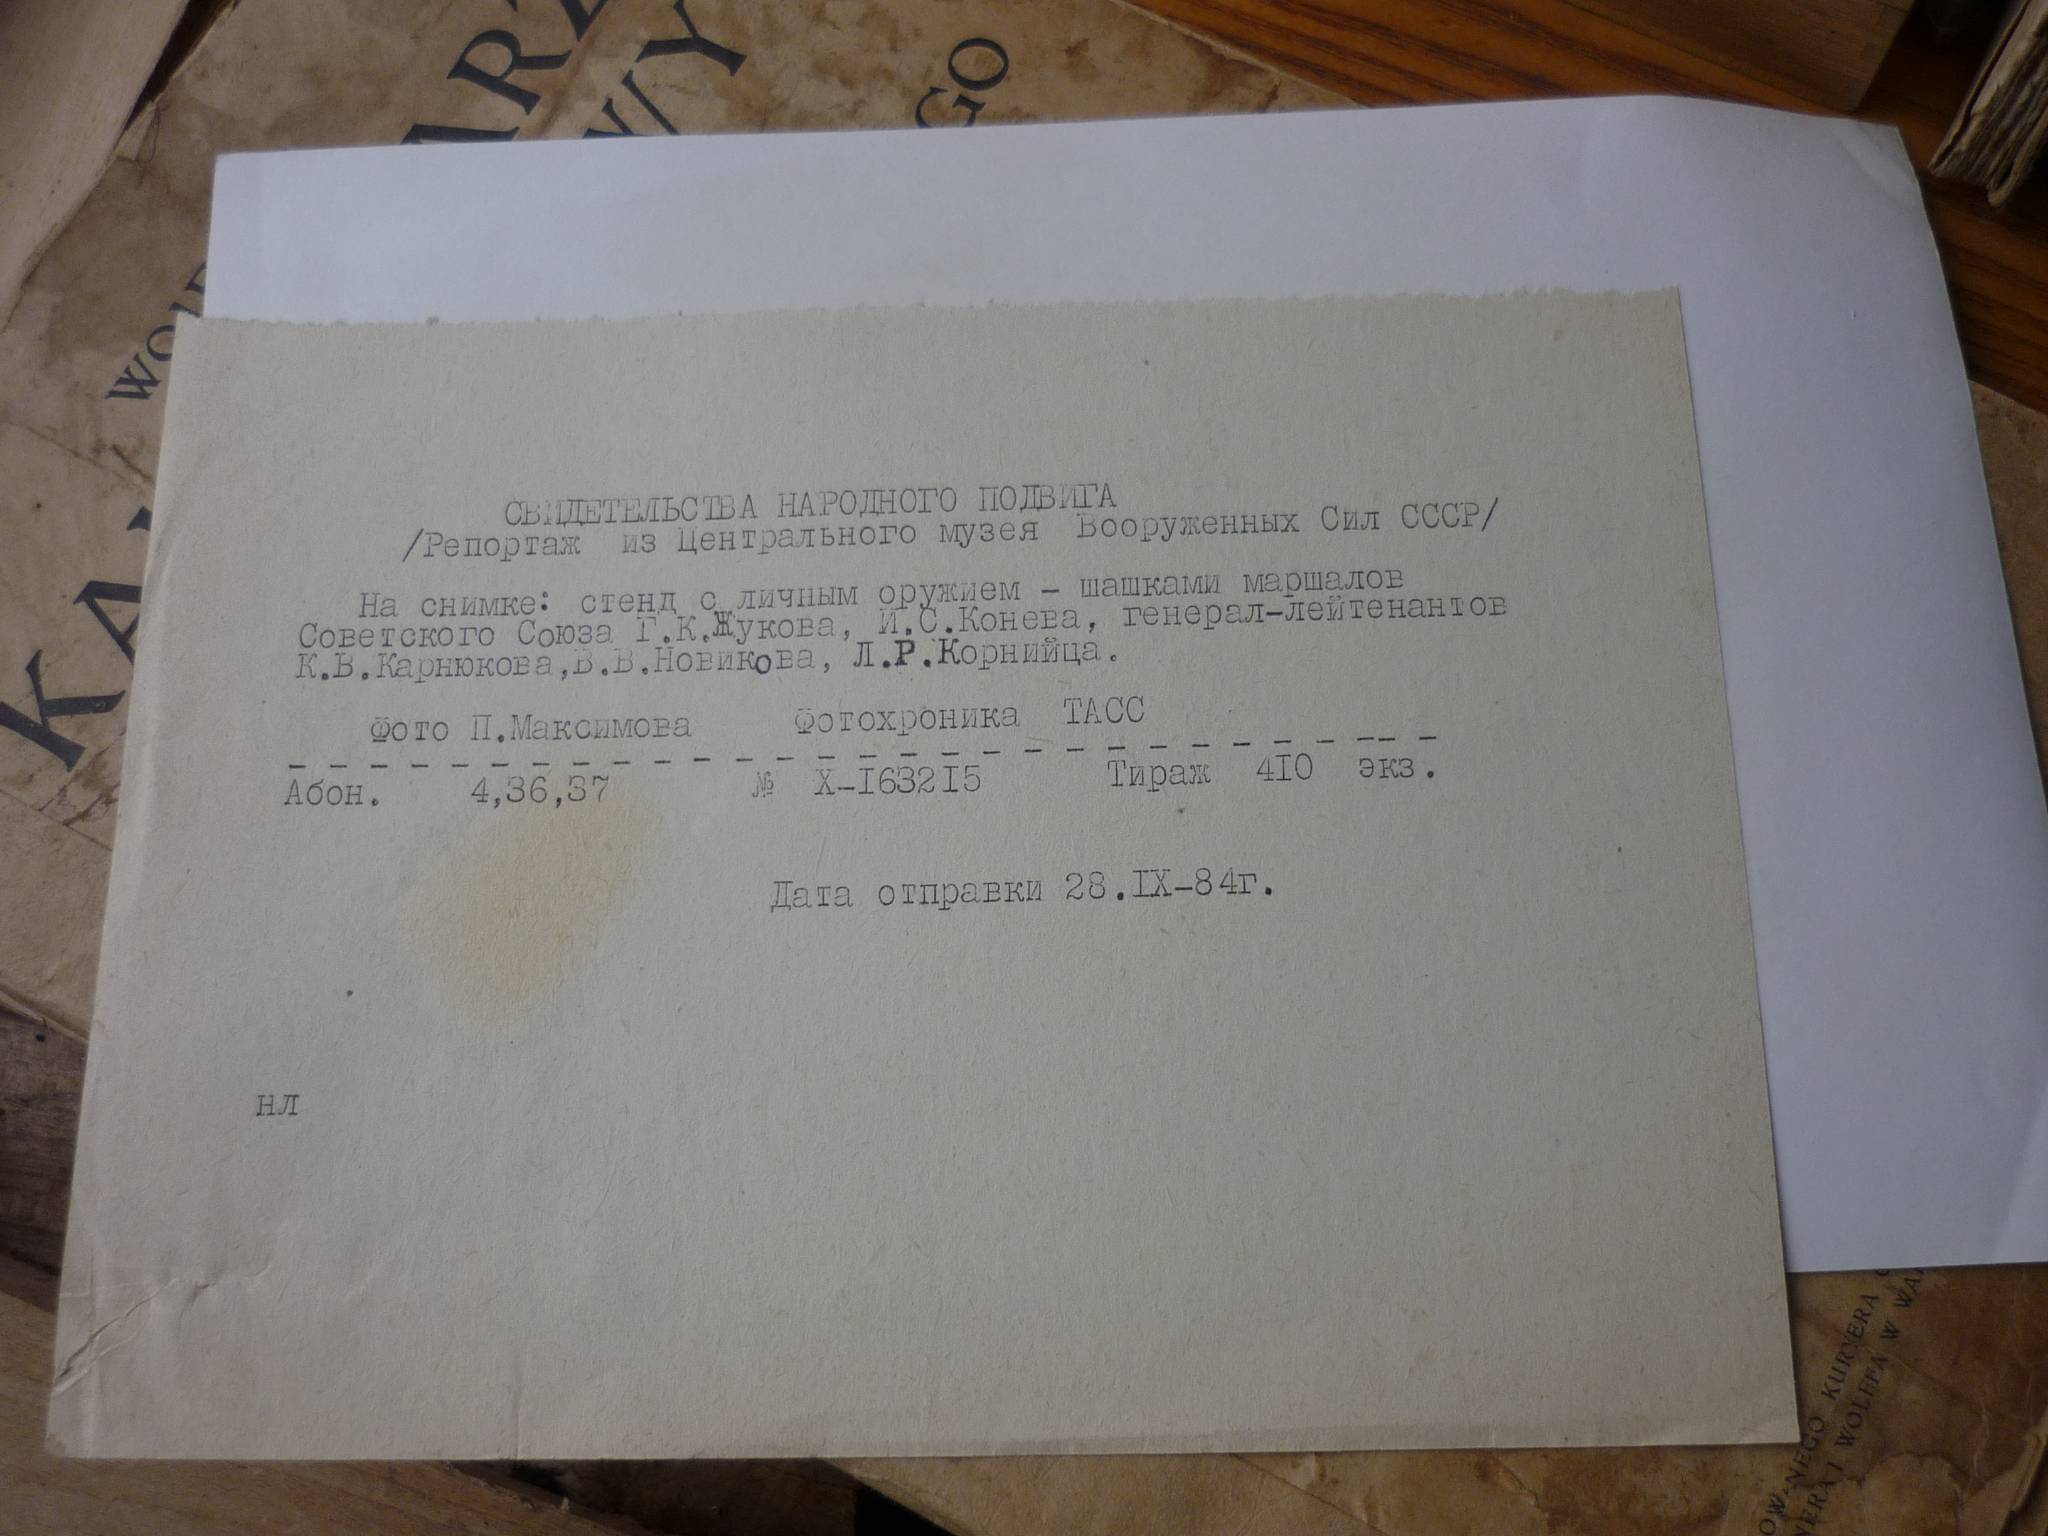 СВИДЕТЕЛЬСТВА НАРОДНОГО ПОДВИГА
/Репортаж из Центрального музея Вооруженных Сил СССР/
На снимке: стенд с личным оружием - шашками маршалов
Советского Союза Г.К.Жукова, И.С.Конева, генерал-лейтенантов
К.В.Карнюкова,В.В.Новикова, Л.Р.Корнийца.
Фото П.Максимова Фотохроника ТАСС
Абон. 4,36,37 № Х-163215 Тираж 410 экз.
Дата отправки 28.IX-84г.
нл